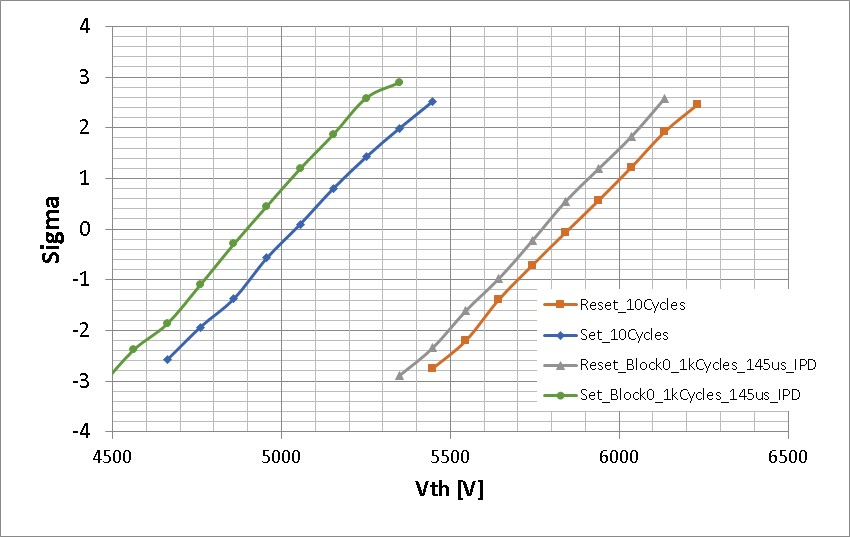 4
3
2
1
0
-1
-2
-3
-4
Sigma
4500 5000 5500 6000 6500
Vth [V]
Reset_10Cycles
Set_10Cycles
Reset_Block0_1kCycles_145us_IPD
Set_Block0_1kCycles_145us_IPD